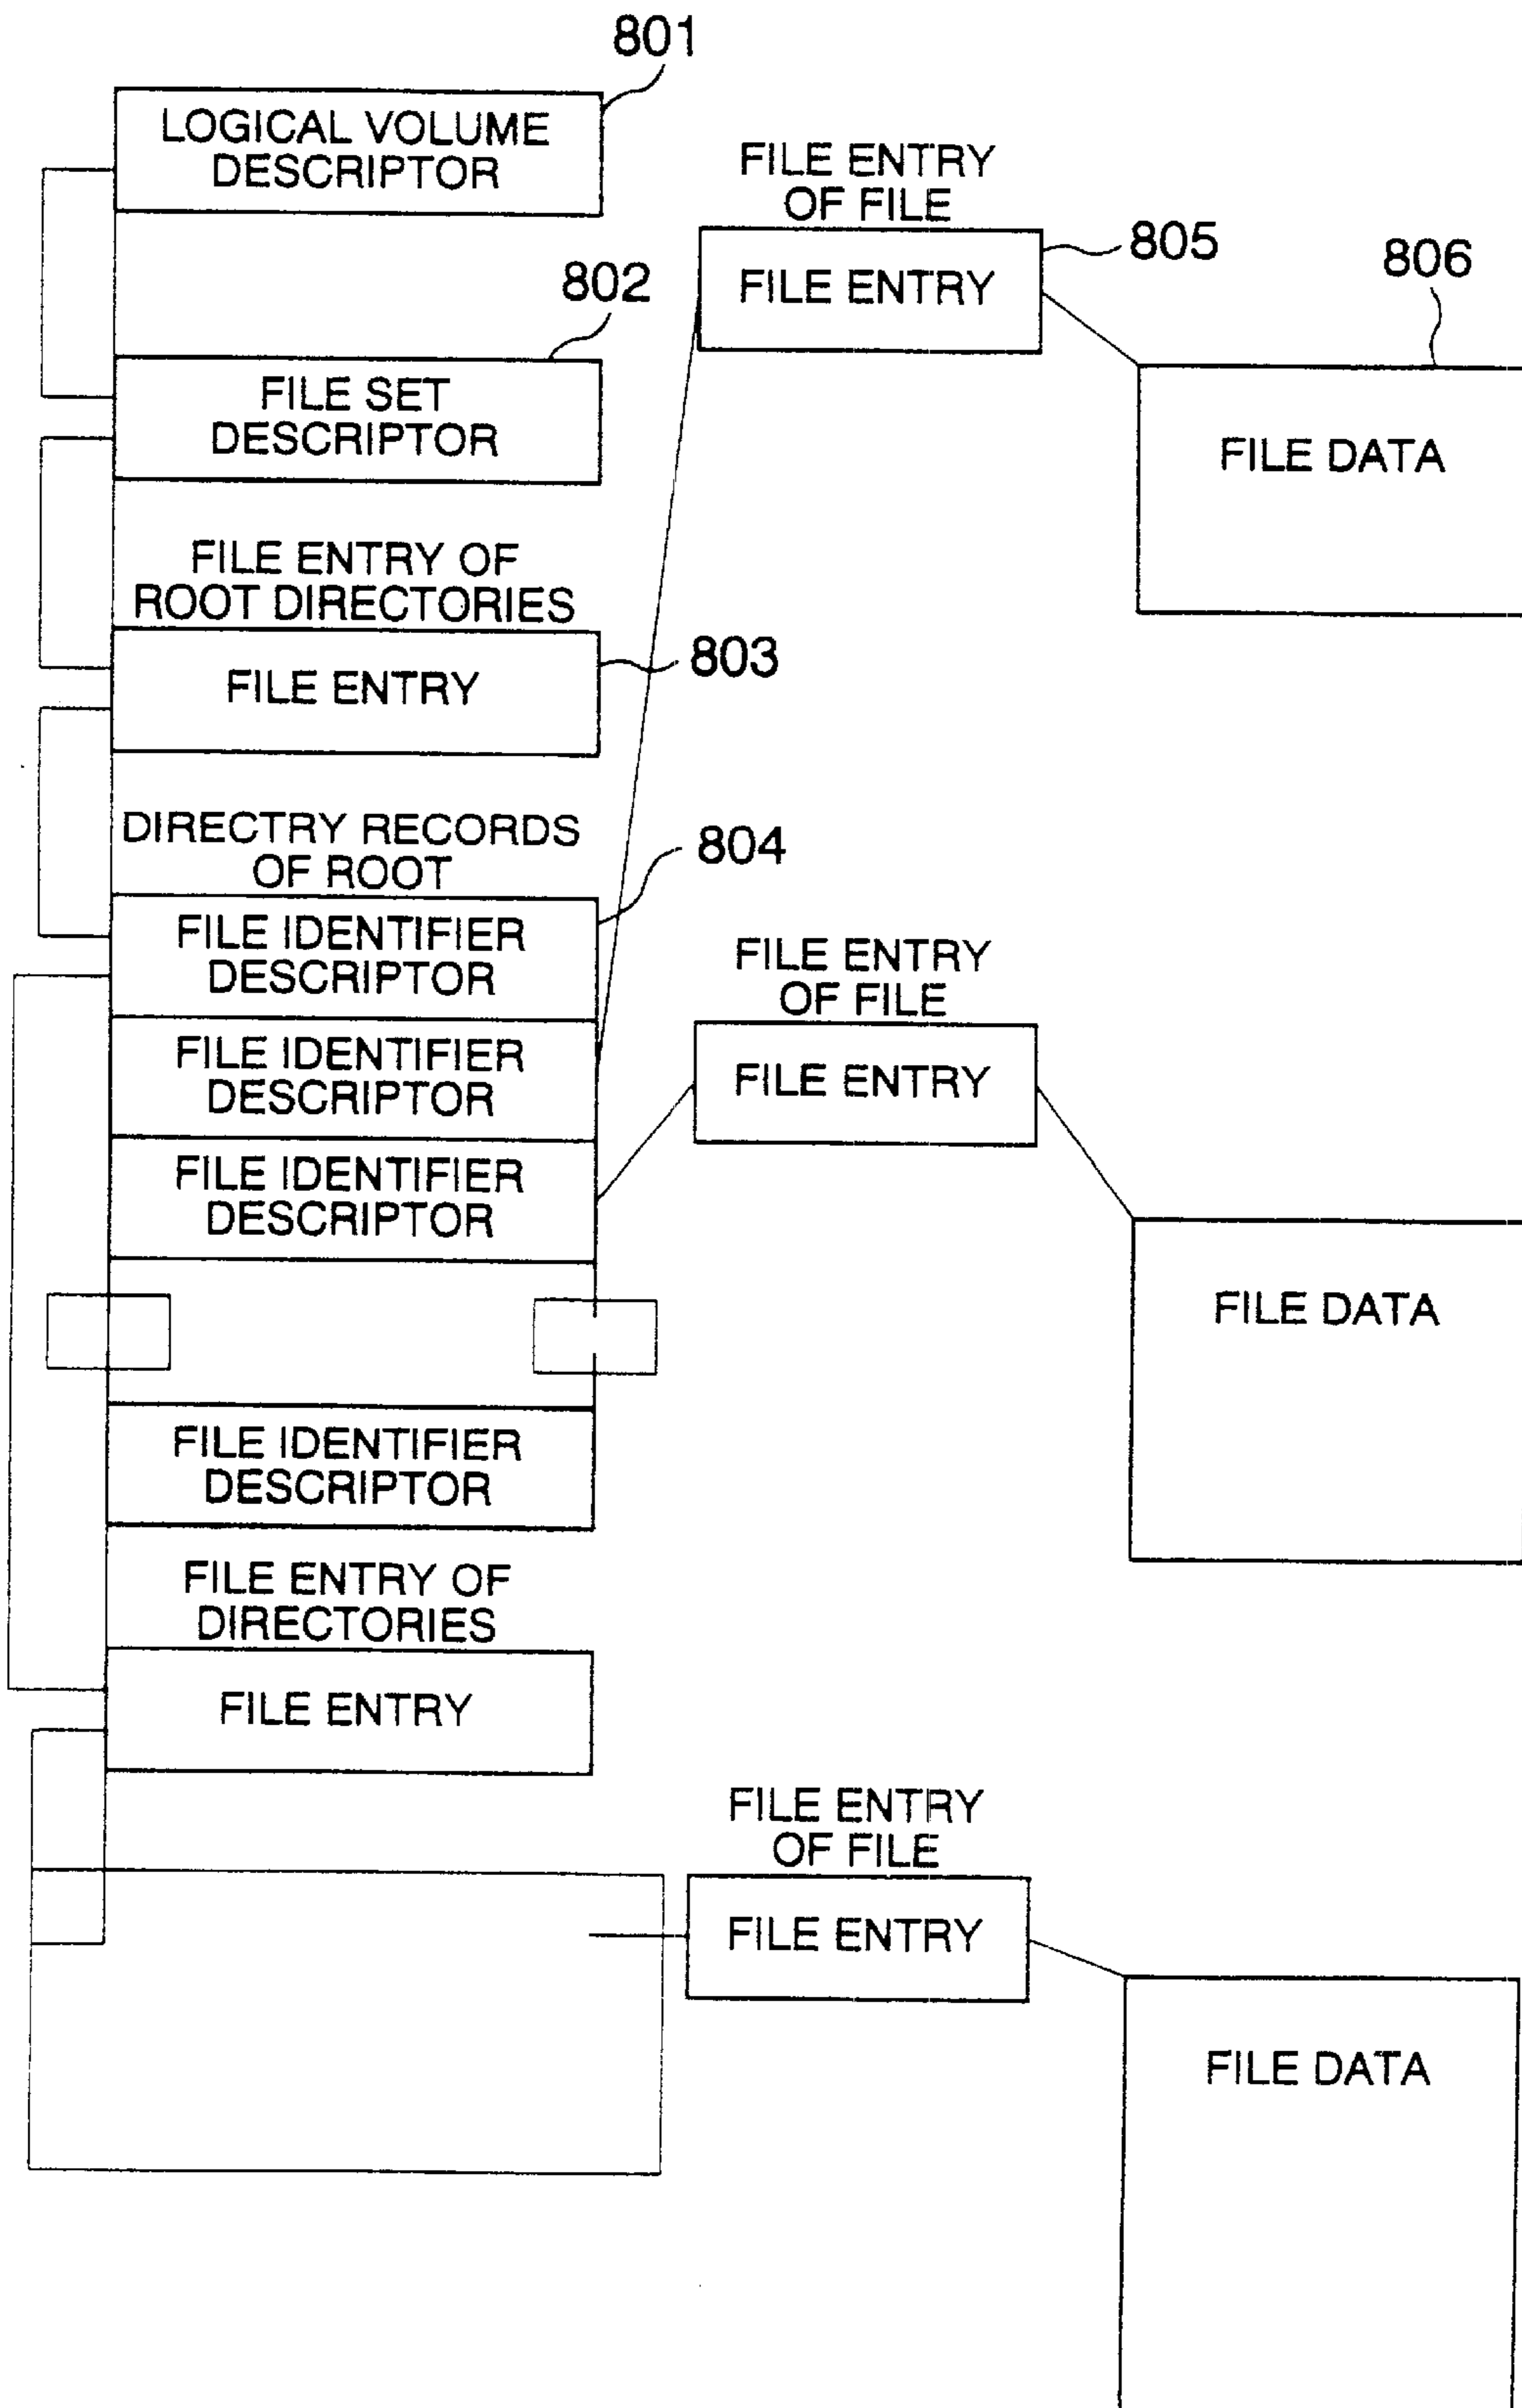 801
LOGICAL VOLUME
DESCRIPTOR
802
FILE SET
DESCRIPTOR
FILE ENTRY OF
ROOT DIRECTORIES
803
FILE ENTRY
DIRECTRY RECORDS
OF ROOT
804
FILE IDENTIFIER
DESCRIPTOR
FILE IDENTIFIER
DESCRIPTOR
FILE IDENTIFIER
DESCRIPTOR
FILE IDENTIFIER
DESCRIPTOR
FILE ENTRY OF
DIRECTORIES
FILE ENTRY
FILE ENTRY
OF FILE
805
FILE ENTRY
806
FILE DATA
FILE ENTRY
OF FILE
FILE ENTRY
FILE DATA
FILE ENTRY
OF FILE
FILE ENTRY
FILE DATA